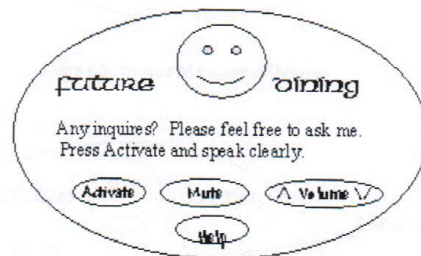 future dining
Any inquires? Please feel free to ask me.
Press Activate and speak clearly.
Activate Mute /\ Volume \/
Help